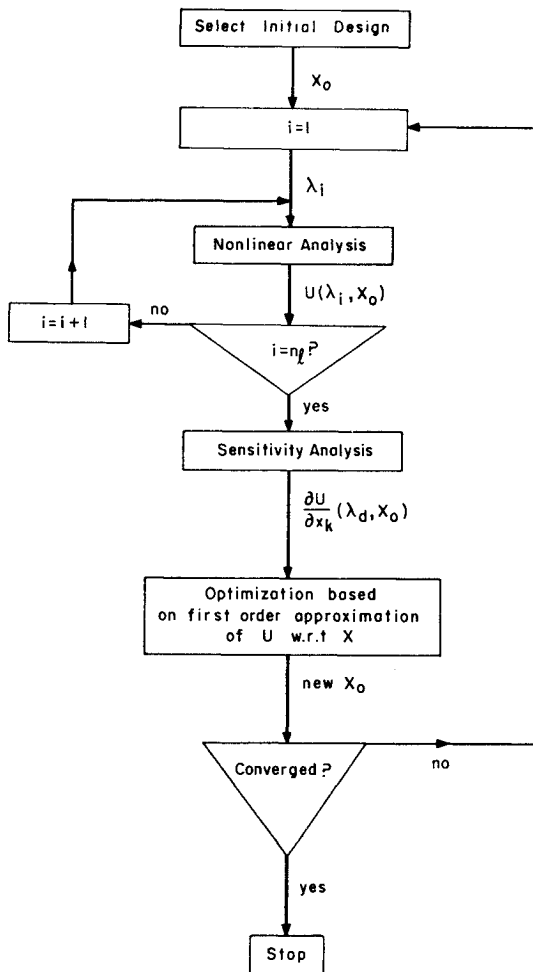 Select Initial Design
X₀
i=1
λᵢ
Nonlinear Analysis
U(λᵢ,X₀)
no
i=i+1
i=nℓ?
yes
Sensitivity Analysis
∂U/∂xₖ (λd,X₀)
Optimization based
on first order approximation
of U w.r.t X
new X₀
Converged?
no
yes
Stop